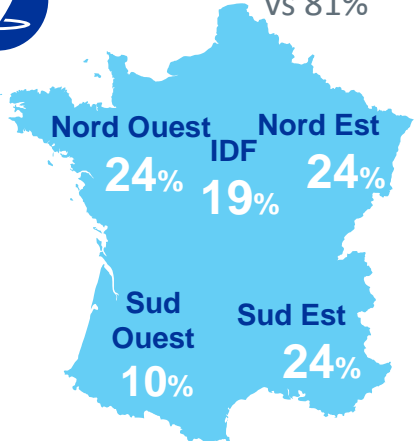 vs 81%
Nord Ouest
24%
IDF
19%
Nord Est
24%
Sud
Ouest
10%
Sud Est
24%